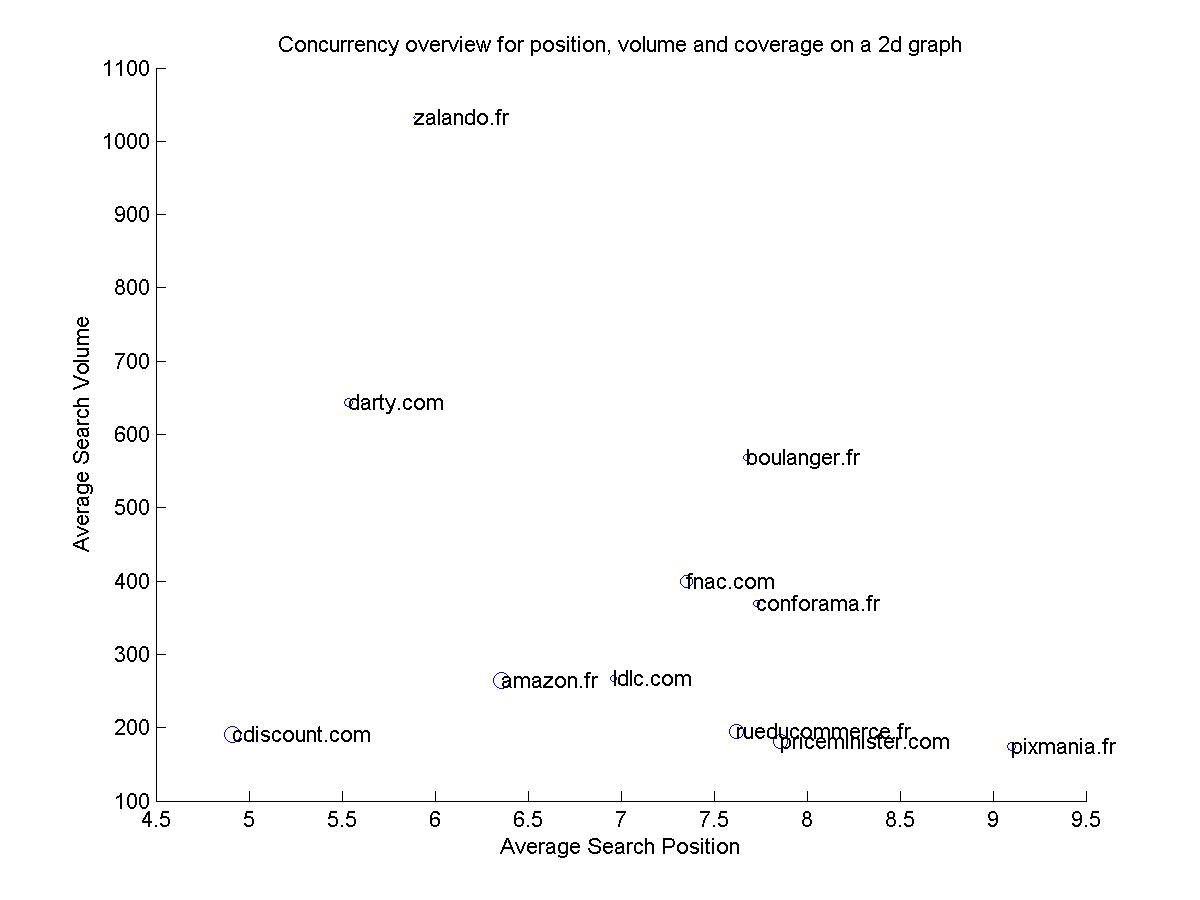 Concurrency overview for position, volume and coverage on a 2d graph
1100
1000
900
800
700
600
500
400
300
200
100
Average Search Volume
zalando.fr
darty.com
boulanger.fr
fnac.com
conforama.fr
amazon.fr
ldlc.com
cdiscount.com
rueducommerce.fr
priceminister.com
pixmania.fr
4.5 5 5.5 6 6.5 7 7.5 8 8.5 9 9.5
Average Search Position